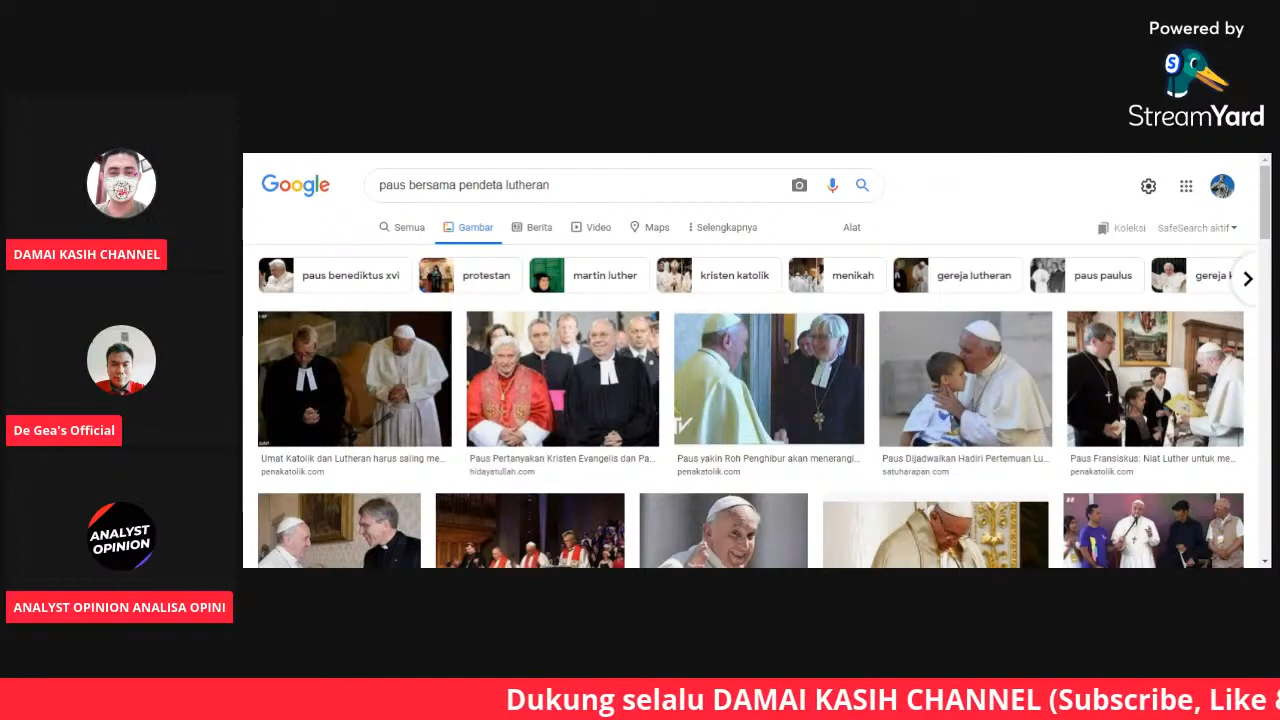 Powered by
StreamYard
DAMAI KASIH CHANNEL
De Gea's Official
ANALYST
OPINION
ANALYST OPINION ANALISA OPINI
Google
paus bersama pendeta lutheran
Semua Gambar Berita Video Maps Selengkapnya Alat Koleksi SafeSearch aktif
paus benediktus xvi protestan martin luther kristen katolik menikah gereja lutheran paus paulus gereja k
Umat Katolik dan Lutheran harus saling me... Paus Pertanyakan Kristen Evangelis dan Pa... Paus yakin Roh Penghibur akan menerangi... Paus Dijadwalkan Hadiri Pertemuan Lu... Paus Fransiskus: Niat Luther untuk me...
penakatolik.com hidayatullah.com penakatolik.com satuharapan.com penakatolik.com
Dukung selalu DAMAI KASIH CHANNEL (Subscribe, Like &